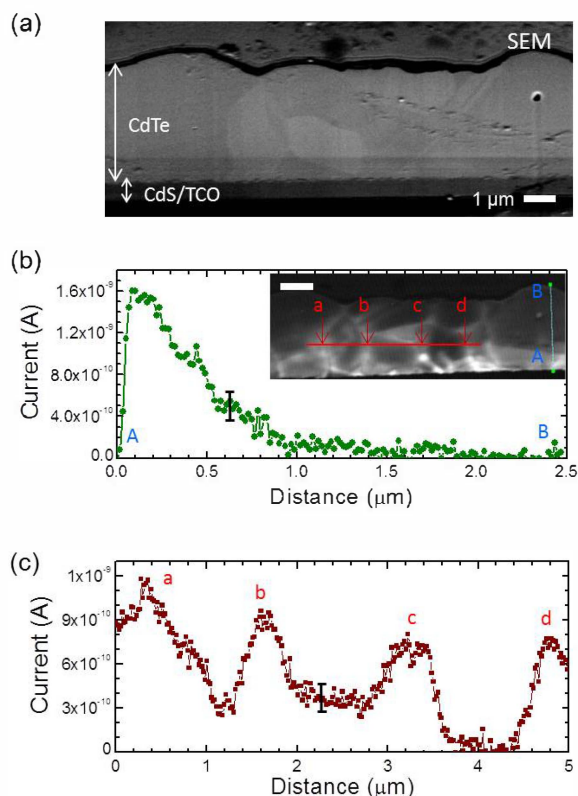 (a)
SEM
CdTe
CdS/TCO
1 μm
(b)
1.6x10⁻⁹
1.2x10⁻⁹
8.0x10⁻¹⁰
4.0x10⁻¹⁰
0.0
Current (A)
A
B
a b c d
B
A
0.0 0.5 1.0 1.5 2.0 2.5
Distance (μm)
(c)
1x10⁻⁹
9x10⁻¹⁰
6x10⁻¹⁰
3x10⁻¹⁰
0
Current (A)
a
b
c
d
0 1 2 3 4 5
Distance (μm)